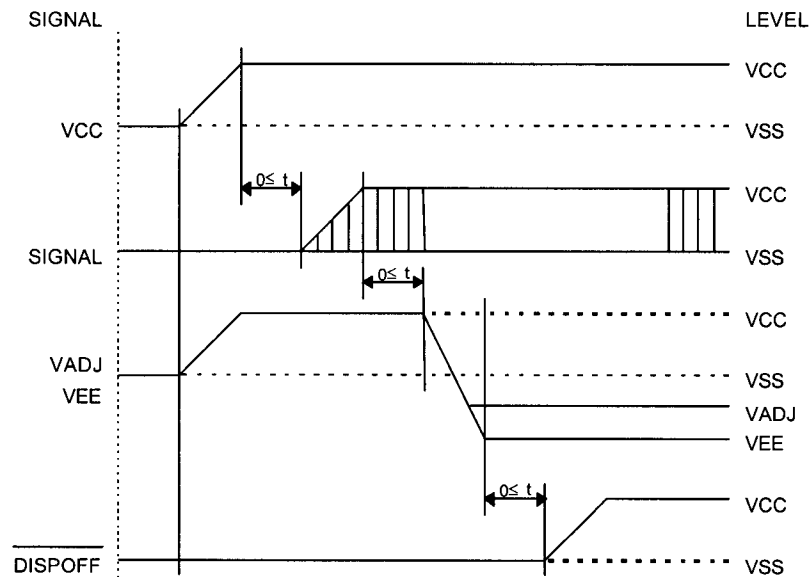 SIGNAL LEVEL
VCC
VCC VSS
0≤ t VCC
SIGNAL VSS
0≤ t
VCC
VADJ VSS
VEE
VADJ
VEE
0≤ t VCC
DISPOFF VSS